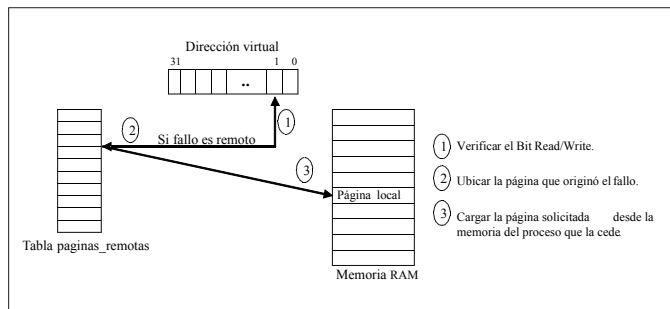 Dirección virtual
31 1 0
..
2
Si fallo es remoto
1
3
Página local
Tabla paginas_remotas
Memoria RAM
1 Verificar el Bit Read/Write.
2 Ubicar la página que originó el fallo.
3 Cargar la página solicitada desde la
memoria del proceso que la cede.